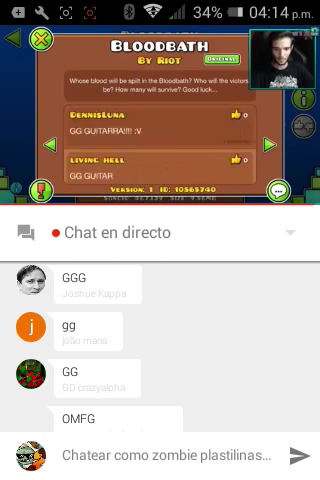 34% 04:14 p.m.
BLOODBATH
BY RIOT
ORIGINAL
Whose blood will be spilt in the Bloodbath? Who will the victors
be? How many will survive? Good luck...
DENNISLUNA 0
GG GUITARRA!!!! :V
LIVING HELL 0
GG GUITAR
VERSION: 1 ID: 10565740
Chat en directo
GGG
Joshue Kappa
j
gg
joão maria
GG
GD crazyalpha
OMFG
Chatear como zombie plastilinas...